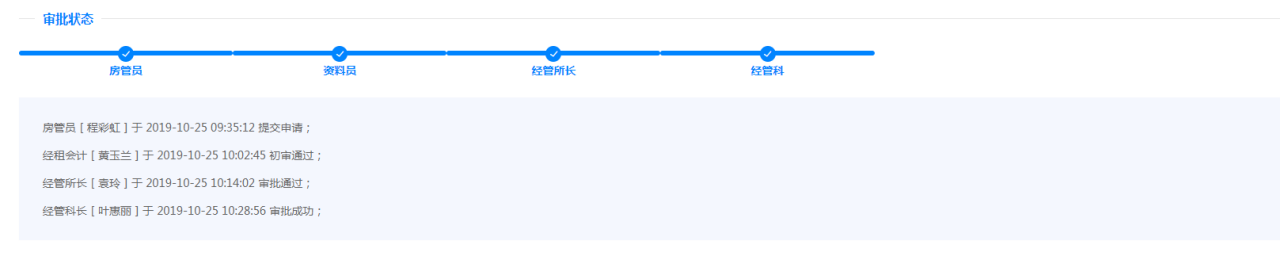 审批状态
房管员 资料员 经管所长 经管科
房管员 [ 程彩虹 ] 于 2019-10-25 09:35:12 提交申请；
经租会计 [ 黄玉兰 ] 于 2019-10-25 10:02:45 初审通过；
经管所长 [ 袁玲 ] 于 2019-10-25 10:14:02 审批通过；
经管科长 [ 叶惠丽 ] 于 2019-10-25 10:28:56 审批成功；